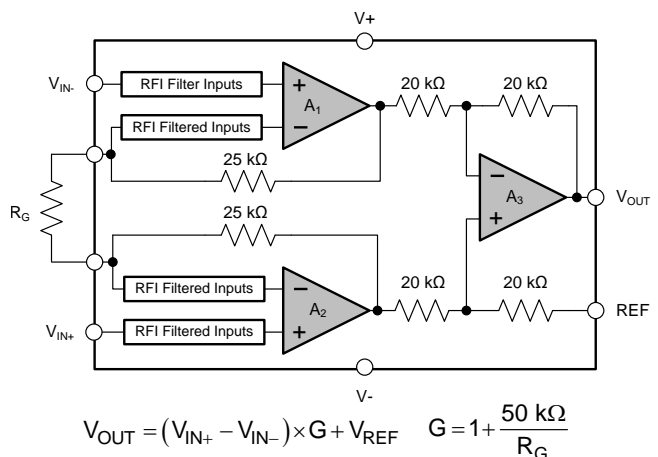 V+
V_IN-
RFI Filter Inputs
+
A_1
20 kΩ
20 kΩ
RFI Filtered Inputs
−
25 kΩ
R_G
−
A_3
+
V_OUT
25 kΩ
RFI Filtered Inputs
−
20 kΩ
20 kΩ
A_2
REF
V_IN+
RFI Filtered Inputs
+
V-
V_OUT = (V_IN+ − V_IN−) × G + V_REF
G = 1 + 50 kΩ / R_G